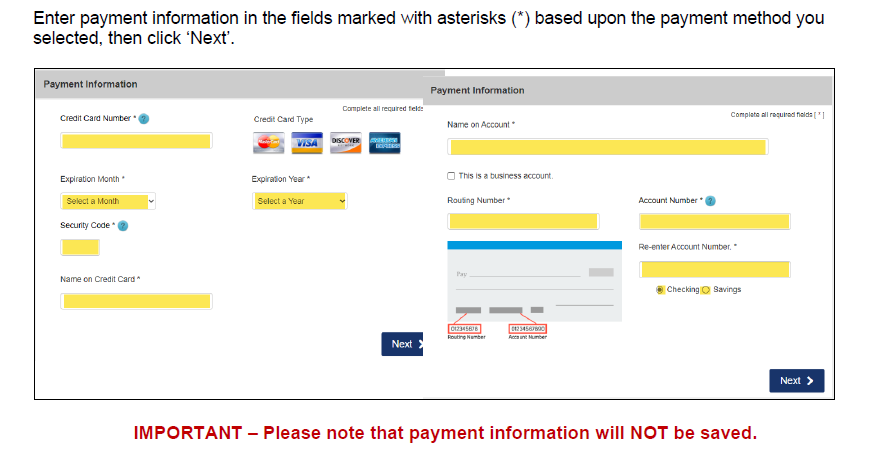 Enter payment information in the fields marked with asterisks (*) based upon the payment method you
selected, then click ‘Next’.
Payment Information
Complete all required fields
Credit Card Number *
?
Credit Card Type
MasterCard
VISA
DISCOVER
AMERICAN EXPRESS
Expiration Month *
Expiration Year *
Select a Month
Select a Year
Security Code *
?
Name on Credit Card *
Next
Payment Information
Complete all required fields [ * ]
Name on Account *
This is a business account.
Routing Number *
Account Number *
?
Re-enter Account Number. *
Pay
Checking
Savings
012345678
01234567890
Routing Number
Account Number
Next
IMPORTANT – Please note that payment information will NOT be saved.